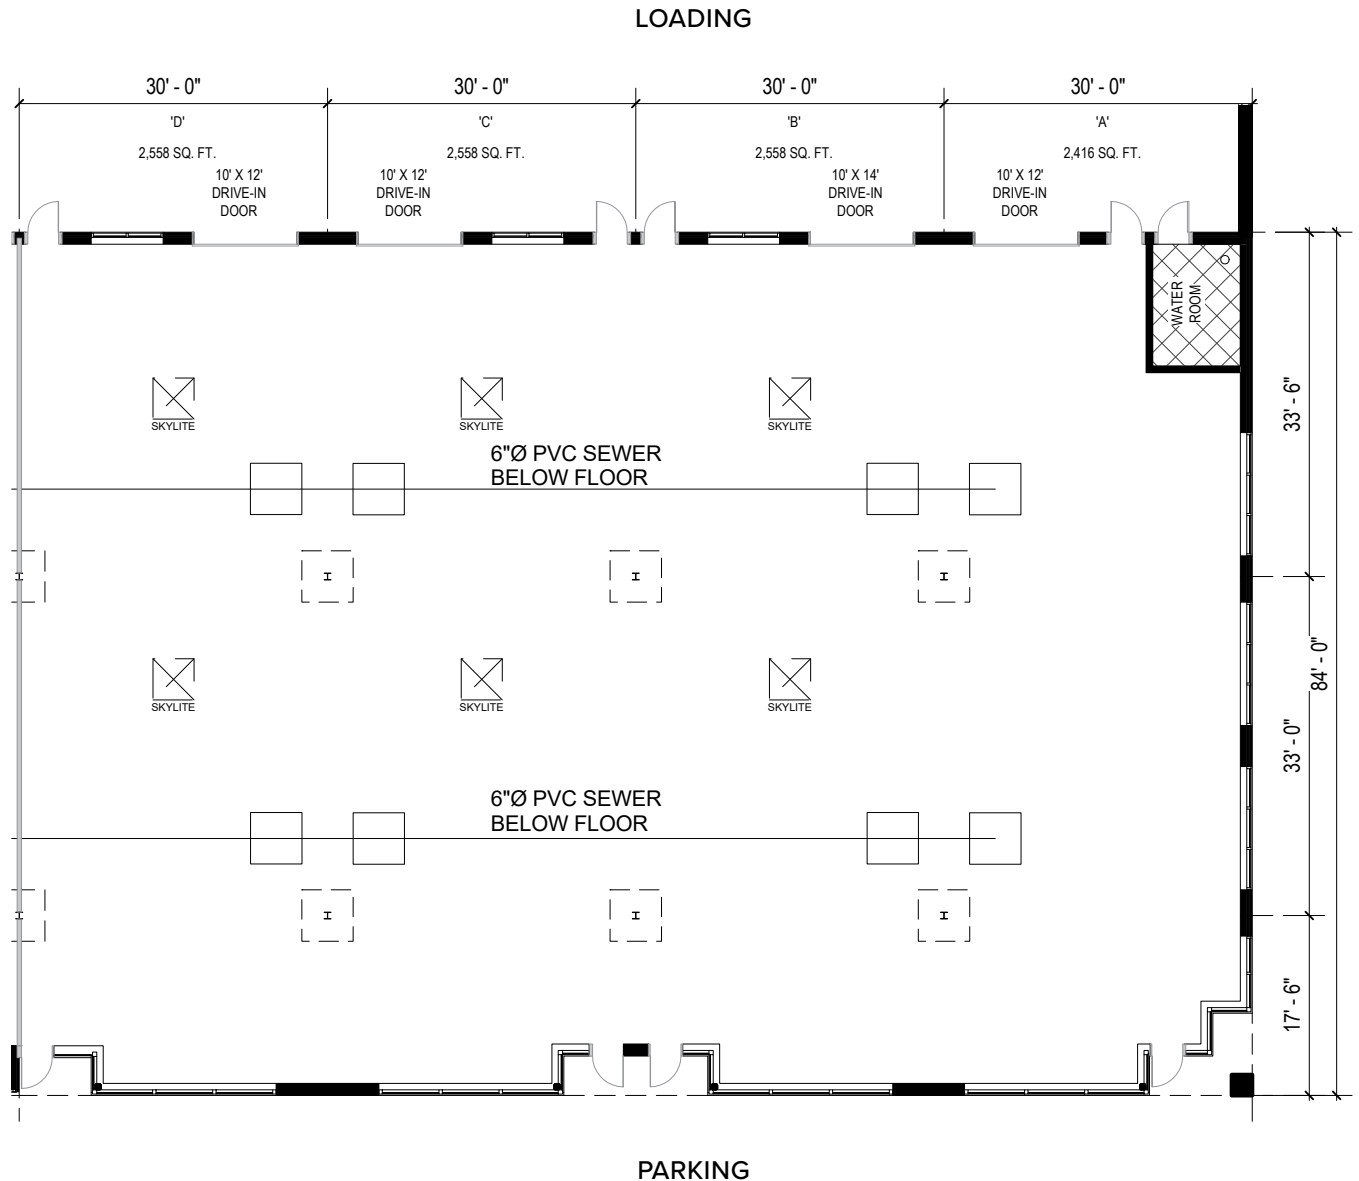 LOADING
30' - 0"
30' - 0"
30' - 0"
30' - 0"
'D'
'C'
'B'
'A'
2,558 SQ. FT.
2,558 SQ. FT.
2,558 SQ. FT.
2,416 SQ. FT.
10' X 12'
DRIVE-IN
DOOR
10' X 12'
DRIVE-IN
DOOR
10' X 14'
DRIVE-IN
DOOR
10' X 12'
DRIVE-IN
DOOR
WATER
ROOM
33' - 6"
SKYLITE
SKYLITE
SKYLITE
6"Ø PVC SEWER
BELOW FLOOR
84' - 0"
SKYLITE
SKYLITE
SKYLITE
33' - 0"
6"Ø PVC SEWER
BELOW FLOOR
17' - 6"
PARKING